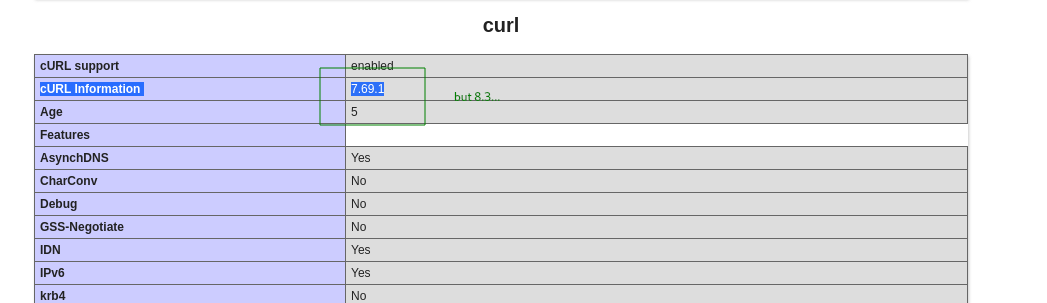 curl
cURL support enabled
cURL Information 7.69.1
but 8.3...
Age 5
Features
AsynchDNS Yes
CharConv No
Debug No
GSS-Negotiate No
IDN Yes
IPv6 Yes
krb4 No